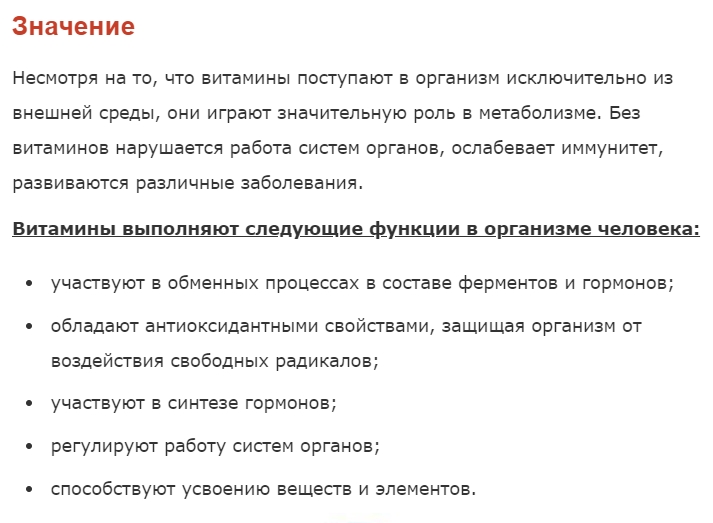 Значение
Несмотря на то, что витамины поступают в организм исключительно из
внешней среды, они играют значительную роль в метаболизме. Без
витаминов нарушается работа систем органов, ослабевает иммунитет,
развиваются различные заболевания.
Витамины выполняют следующие функции в организме человека:
• участвуют в обменных процессах в составе ферментов и гормонов;
• обладают антиоксидантными свойствами, защищая организм от
воздействия свободных радикалов;
• участвуют в синтезе гормонов;
• регулируют работу систем органов;
• способствуют усвоению веществ и элементов.